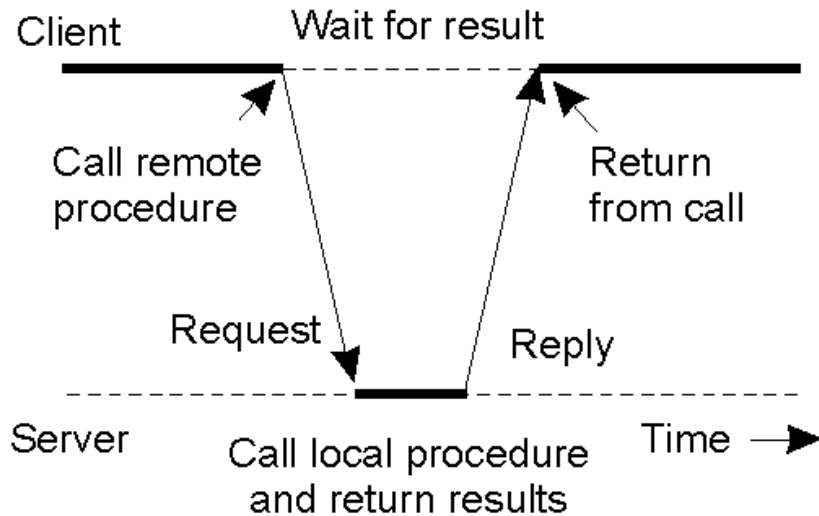 Client
Wait for result
Call remote
procedure
Return
from call
Request
Reply
Server
Call local procedure
and return results
Time